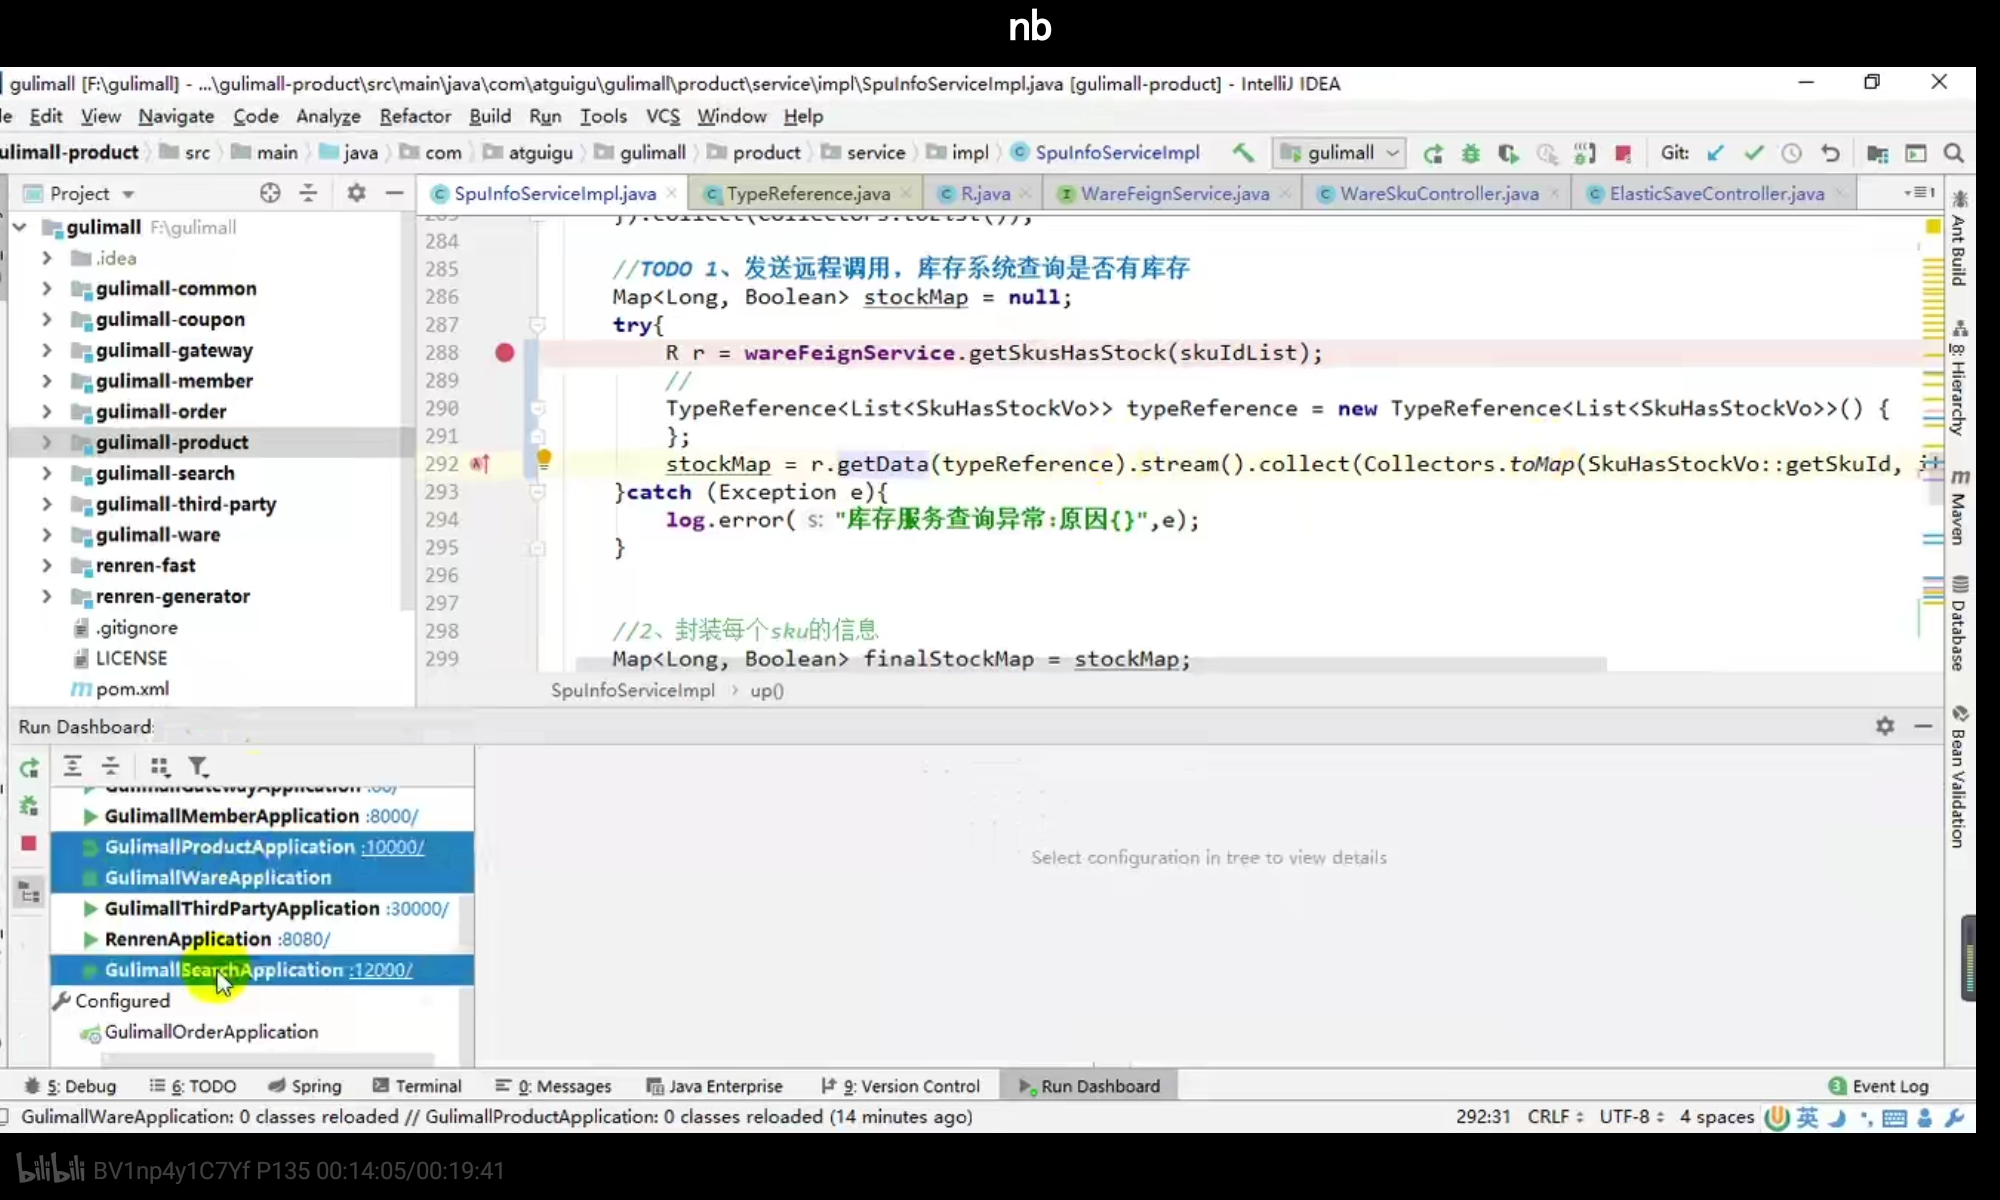 nb
gulimall [F:\gulimall] - ...\gulimall-product\src\main\java\com\atguigu\gulimall\product\service\impl\SpuInfoServiceImpl.java [gulimall-product] - IntelliJ IDEA
Edit View Navigate Code Analyze Refactor Build Run Tools VCS Window Help
ulimall-product src main java com atguigu gulimall product service impl SpuInfoServiceImpl gulimall Git:
Project SpuInfoServiceImpl.java TypeReference.java R.java WareFeignService.java WareSkuController.java ElasticSaveController.java
gulimall F:\gulimall
.idea
gulimall-common
gulimall-coupon
gulimall-gateway
gulimall-member
gulimall-order
gulimall-product
gulimall-search
gulimall-third-party
gulimall-ware
renren-fast
renren-generator
.gitignore
LICENSE
pom.xml
}).collect(Collectors.toList());
284
285 //TODO 1、发送远程调用，库存系统查询是否有库存
286 Map<Long, Boolean> stockMap = null;
287 try{
288 R r = wareFeignService.getSkusHasStock(skuIdList);
289 //
290 TypeReference<List<SkuHasStockVo>> typeReference = new TypeReference<List<SkuHasStockVo>>() {
291 };
292 stockMap = r.getData(typeReference).stream().collect(Collectors.toMap(SkuHasStockVo::getSkuId,
293 }catch (Exception e){
294 log.error( s: "库存服务查询异常:原因{}",e);
295 }
296
297
298 //2、封装每个sku的信息
299 Map<Long, Boolean> finalStockMap = stockMap;
SpuInfoServiceImpl › up()
Ant Build
8: Hierarchy
Maven
Database
Bean Validation
Run Dashboard:
GulimallGatewayApplication
GulimallMemberApplication :8000/
GulimallProductApplication :10000/
GulimallWareApplication
GulimallThirdPartyApplication :30000/
RenrenApplication :8080/
GulimallSearchApplication :12000/
Configured
GulimallOrderApplication
Select configuration in tree to view details
5: Debug 6: TODO Spring Terminal 0: Messages Java Enterprise 9: Version Control Run Dashboard 3 Event Log
GulimallWareApplication: 0 classes reloaded // GulimallProductApplication: 0 classes reloaded (14 minutes ago) 292:31 CRLF UTF-8 4 spaces 英
bilibili BV1np4y1C7Yf P135 00:14:05/00:19:41